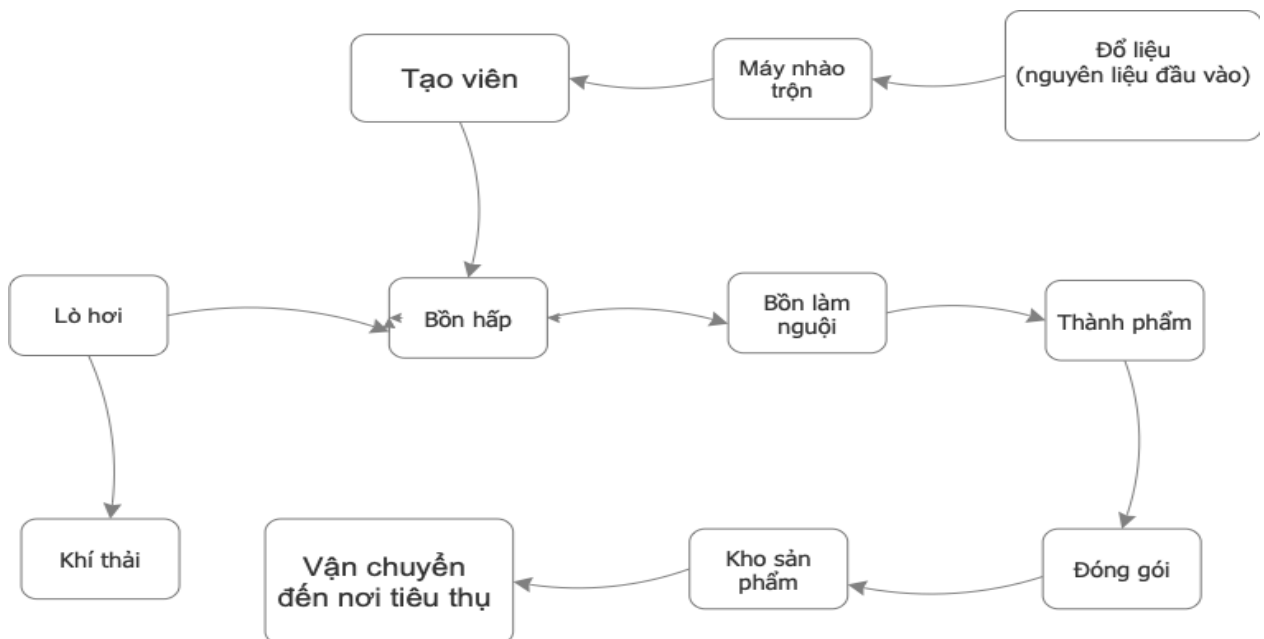 Tạo viên
Máy nhào
trộn
Đổ liệu
(nguyên liệu đầu vào)
Lò hơi
Bồn hấp
Bồn làm
nguội
Thành phẩm
Khí thải
Vận chuyển
đến nơi tiêu thụ
Kho sản
phẩm
Đóng gói